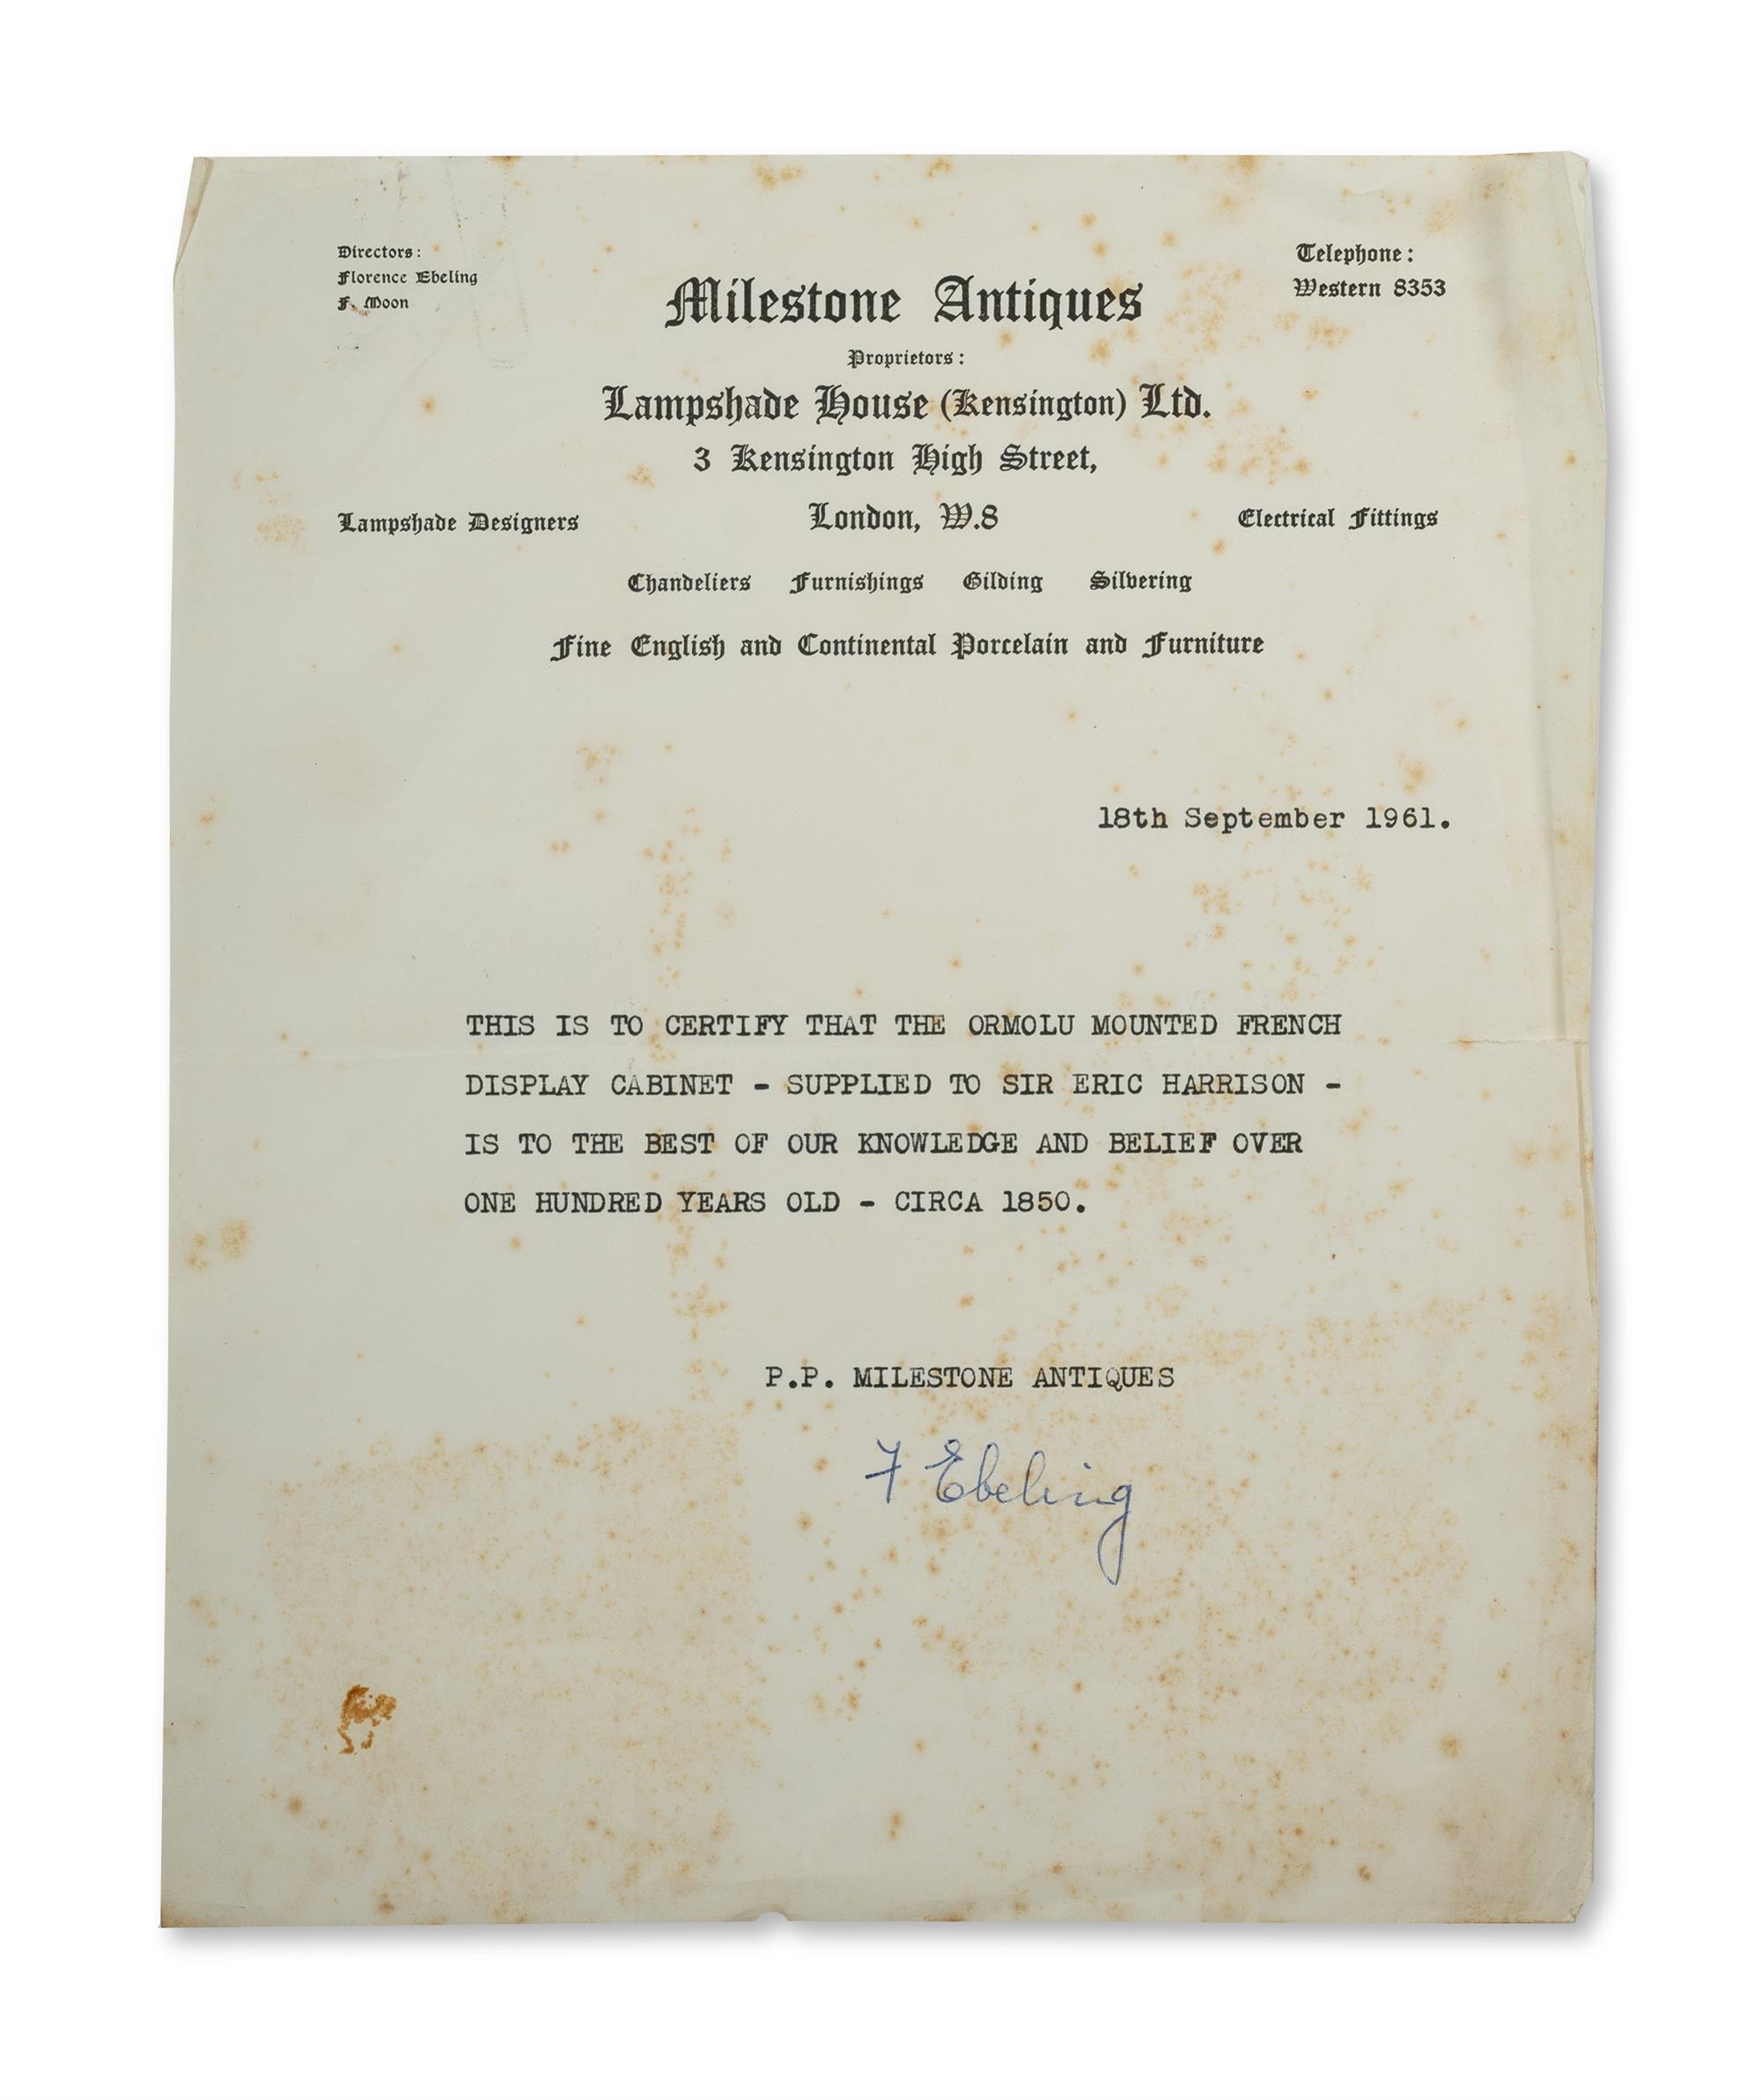 Directors:
Florence Ebeling
F. Moon
Telephone:
Western 8353
Milestone Antiques
Proprietors:
Lampshade House (Kensington) Ltd.
3 Kensington High Street,
Lampshade Designers London, W.8 Electrical Fittings
Chandeliers Furnishings Gilding Silvering
Fine English and Continental Porcelain and Furniture
18th September 1961.
THIS IS TO CERTIFY THAT THE ORMOLU MOUNTED FRENCH
DISPLAY CABINET - SUPPLIED TO SIR ERIC HARRISON -
IS TO THE BEST OF OUR KNOWLEDGE AND BELIEF OVER
ONE HUNDRED YEARS OLD - CIRCA 1850.
P.P. MILESTONE ANTIQUES
F Ebeling